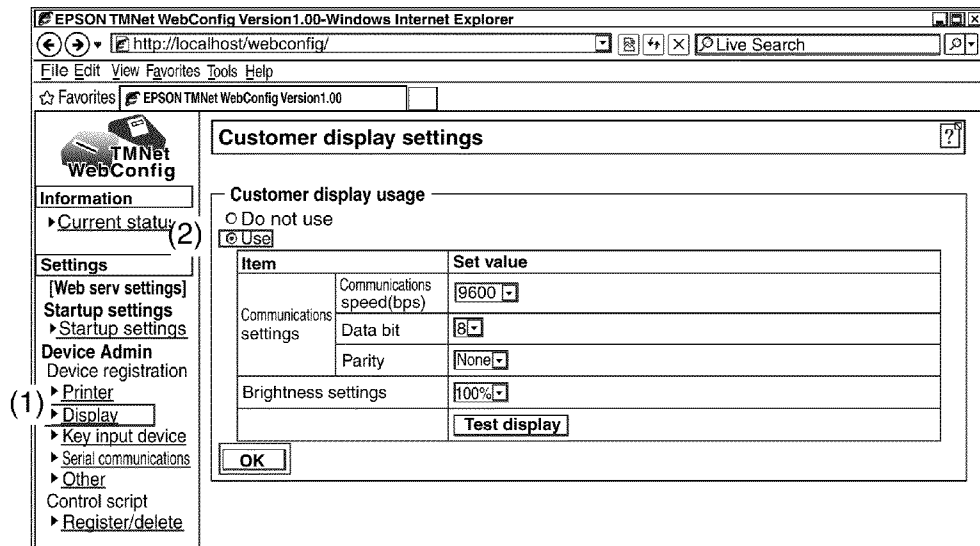 EPSON TMNet WebConfig Version1.00-Windows Internet Explorer
http://localhost/webconfig/
Live Search
File Edit View Favorites Tools Help
Favorites
EPSON TMNet WebConfig Version1.00
TMNet
WebConfig
Information
Current status
Settings
[Web serv settings]
Startup settings
Startup settings
Device Admin
Device registration
Printer
(1)
Display
Key input device
Serial communications
Other
Control script
Register/delete
Customer display settings
?
Customer display usage
Do not use
(2)
Use
Item
Set value
Communications
settings
Communications
speed(bps)
9600
Data bit
8
Parity
None
Brightness settings
100%
Test display
OK